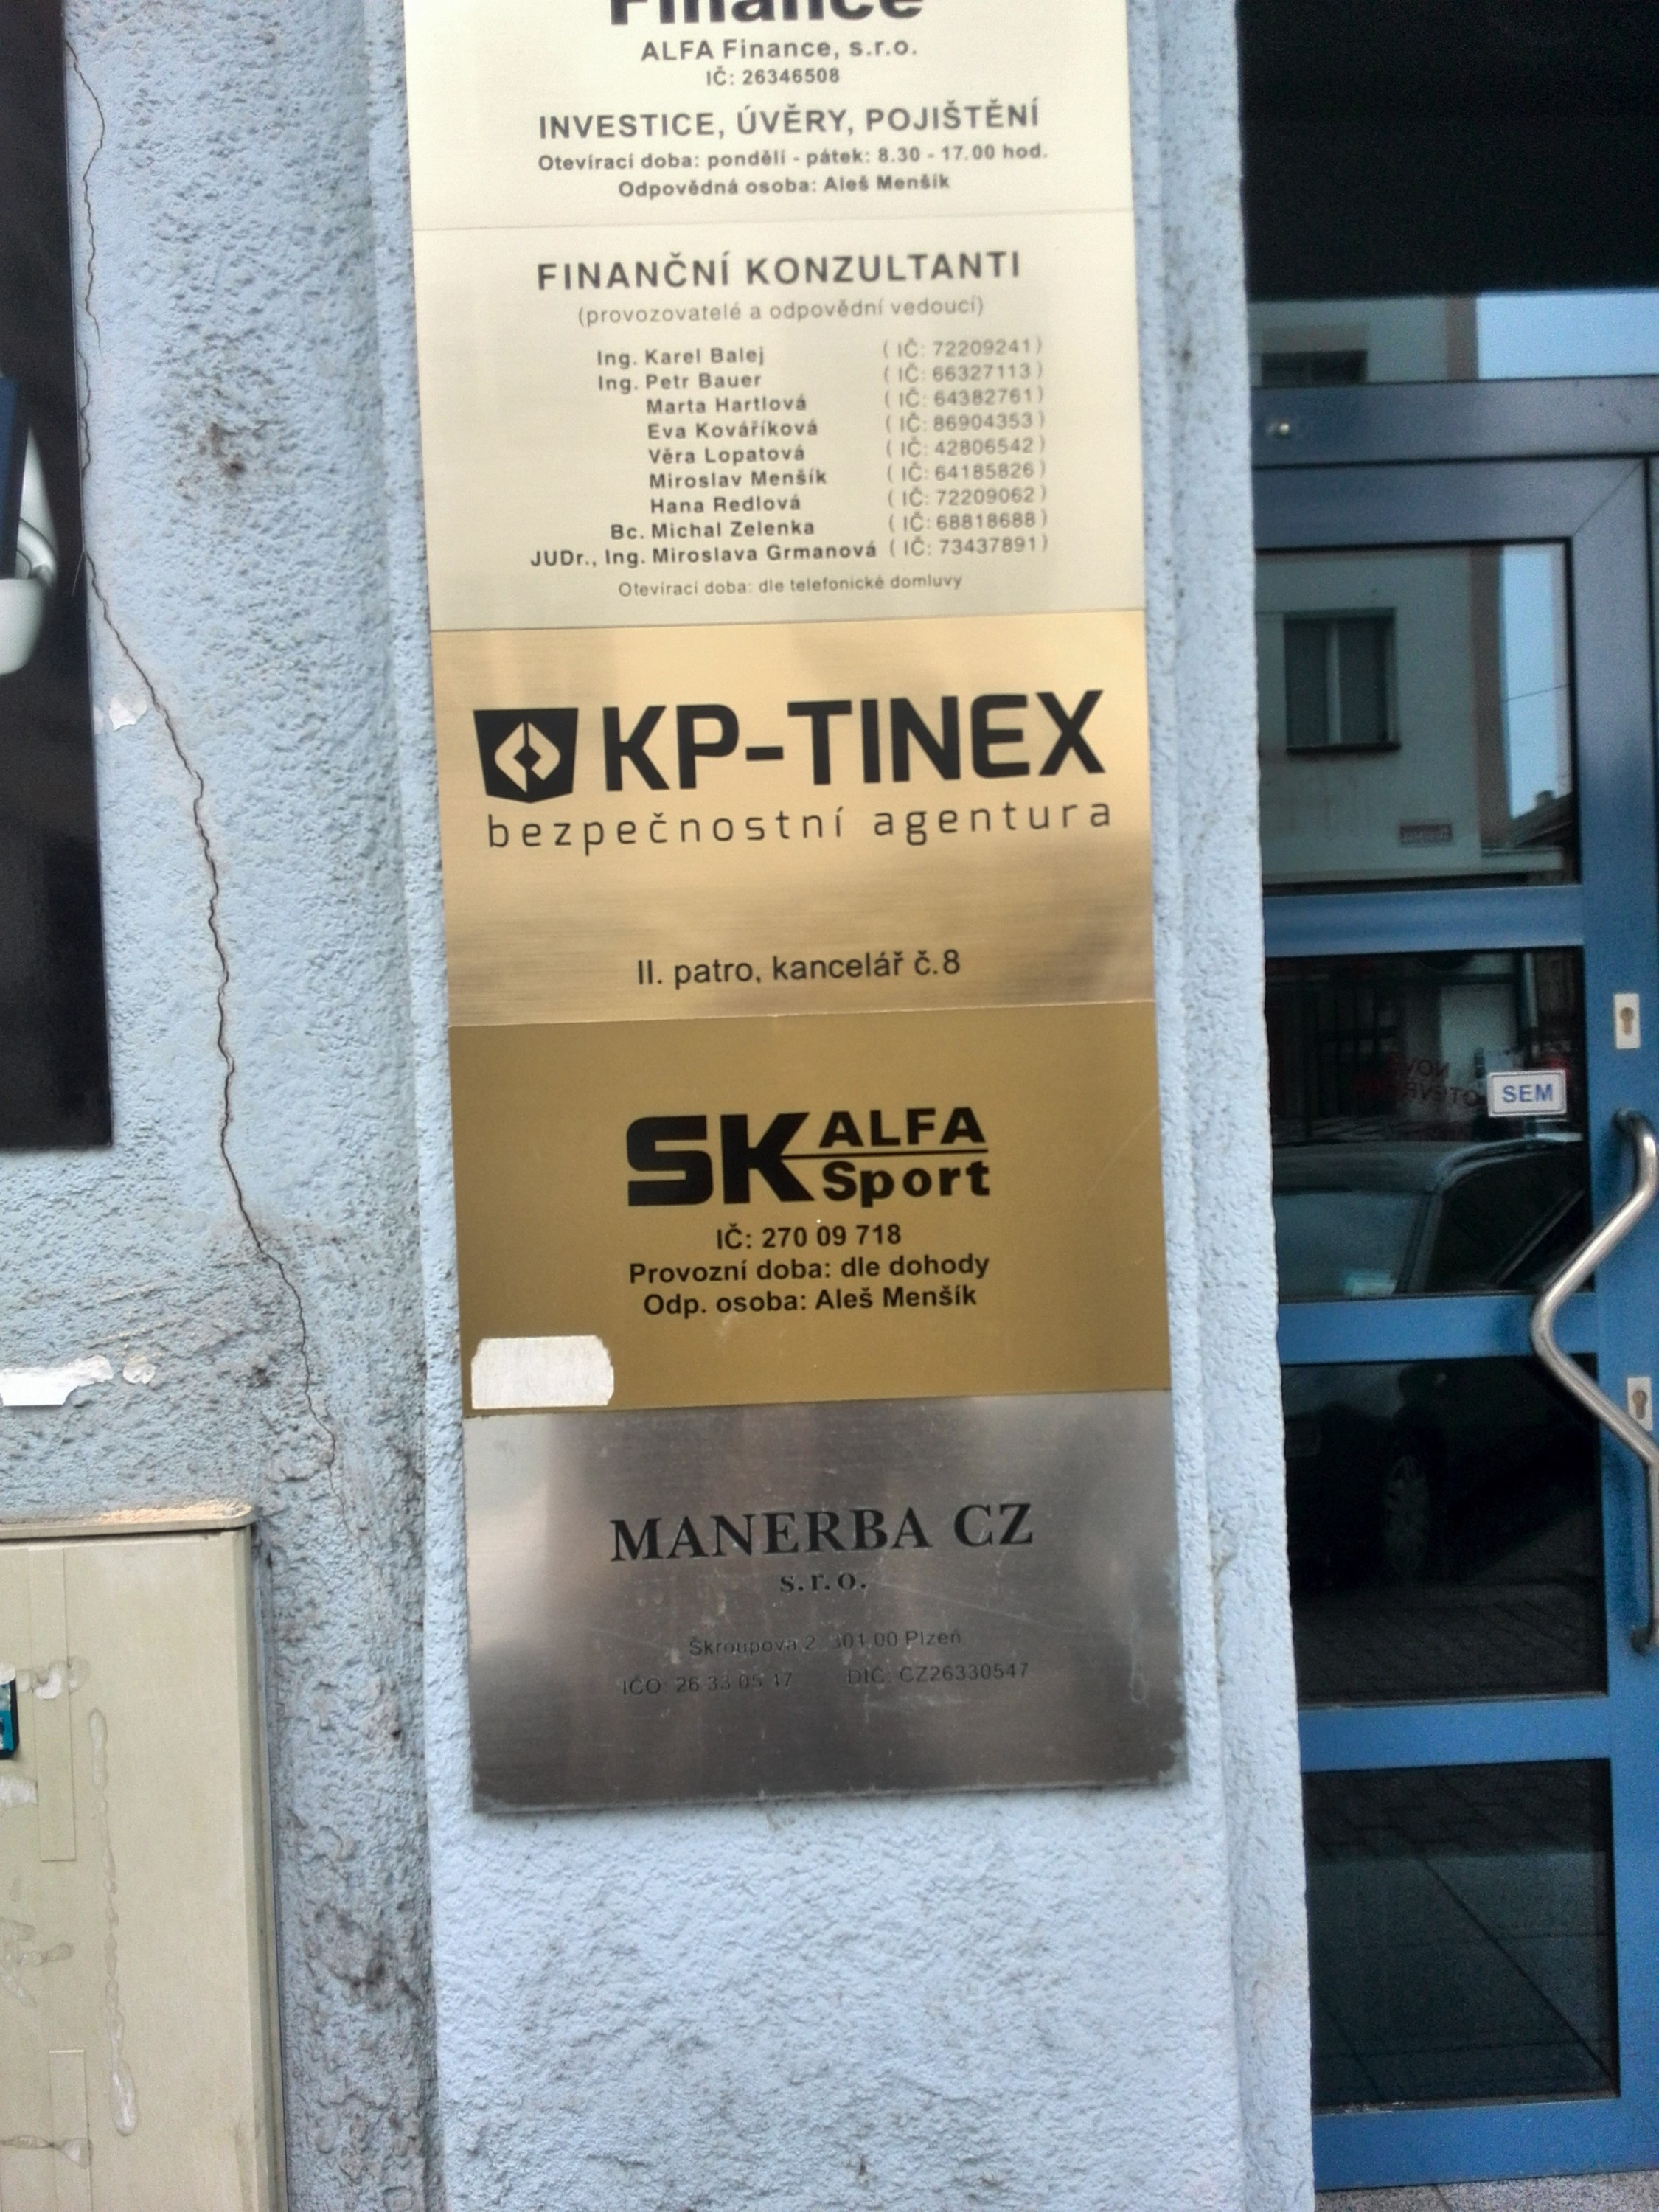 Finance
ALFA Finance, s.r.o.
IČ: 26346508
INVESTICE, ÚVĚRY, POJIŠTĚNÍ
Otevírací doba: pondělí - pátek: 8.30 - 17.00 hod.
Odpovědná osoba: Aleš Menšík
FINANČNÍ KONZULTANTI
(provozovatelé a odpovědní vedoucí)
Ing. Karel Balej (IČ: 72209241)
Ing. Petr Bauer (IČ: 66327113)
Marta Hartlová (IČ: 64382761)
Eva Kováříková (IČ: 86904353)
Věra Lopatová (IČ: 42806542)
Miroslav Menšík (IČ: 64185826)
Hana Redlová (IČ: 72209062)
Bc. Michal Zelenka (IČ: 68818688)
JUDr., Ing. Miroslava Grmanová (IČ: 73437891)
Otevírací doba: dle telefonické domluvy
KP-TINEX
bezpečnostní agentura
II. patro, kancelář č.8
SK ALFA
Sport
IČ: 270 09 718
Provozní doba: dle dohody
Odp. osoba: Aleš Menšík
MANERBA CZ
s.r.o.
Škroupova 2 301 00 Plzeň
IČO: 26 33 05 47 DIČ: CZ26330547
SEM